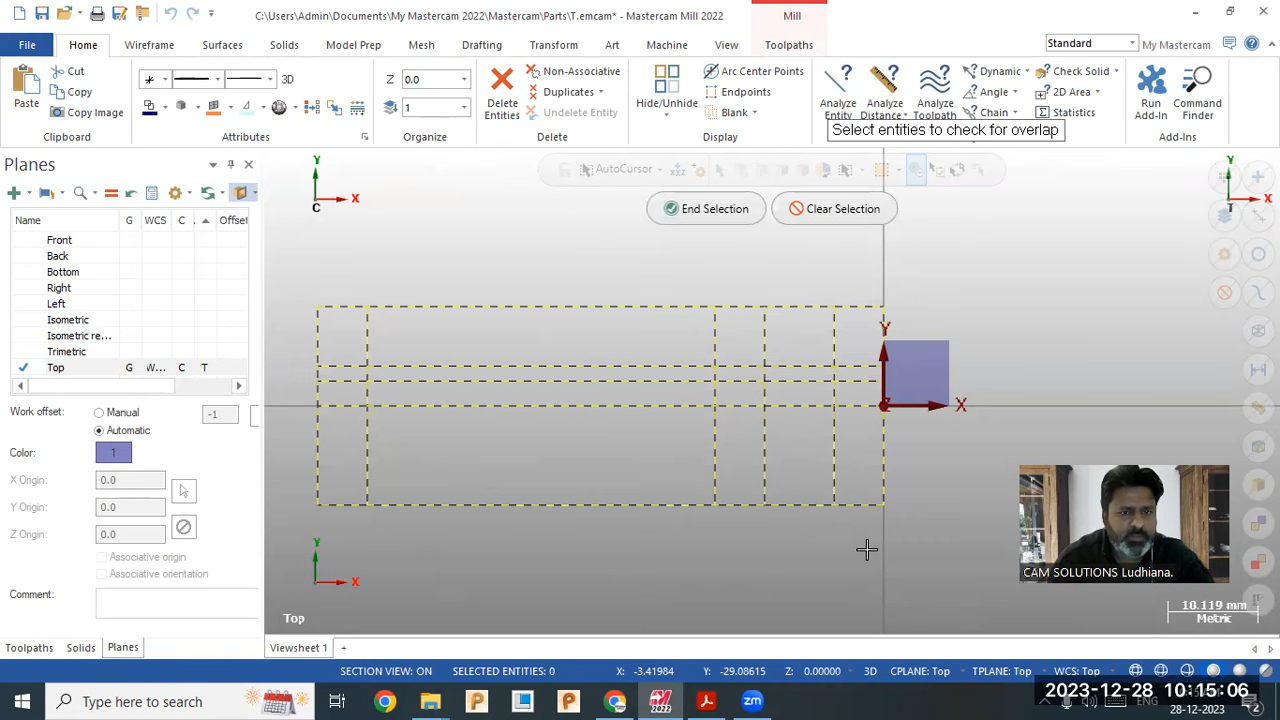 C:\Users\Admin\Documents\My Mastercam 2022\Mastercam\Parts\T.emcam* - Mastercam Mill 2022
Mill
File Home Wireframe Surfaces Solids Model Prep Mesh Drafting Transform Art Machine View Toolpaths
Standard My Mastercam
Paste
Cut
Copy
Copy Image
Clipboard
3D
Attributes
Z 0.0
1
Organize
Delete Entities
Non-Associative
Duplicates
Undelete Entity
Delete
Hide/Unhide
Arc Center Points
Endpoints
Blank
Display
Analyze Entity
Analyze Distance
Analyze Toolpath
Dynamic
Angle
Chain
Check Solid
2D Area
Statistics
Run Add-In
Command Finder
Add-Ins
Select entities to check for overlap
AutoCursor
End Selection
Clear Selection
Planes
Name G WCS C Offset
Front
Back
Bottom
Right
Left
Isometric
Isometric re...
Trimetric
Top G W... C T
Work offset: Manual -1
Automatic
Color: 1
X Origin: 0.0
Y Origin: 0.0
Z Origin: 0.0
Associative origin
Associative orientation
Comment:
Toolpaths Solids Planes
Y
X
C
Y
X
T
Y
X
Z
Y
X
Top
CAM SOLUTIONS Ludhiana.
10.119 mm
Metric
Viewsheet 1 +
SECTION VIEW: ON SELECTED ENTITIES: 0 X: -3.41984 Y: -29.08615 Z: 0.00000 3D CPLANE: Top TPLANE: Top WCS: Top
Type here to search
2022
2023-12-28 10:15:06
ENG
28-12-2023
2